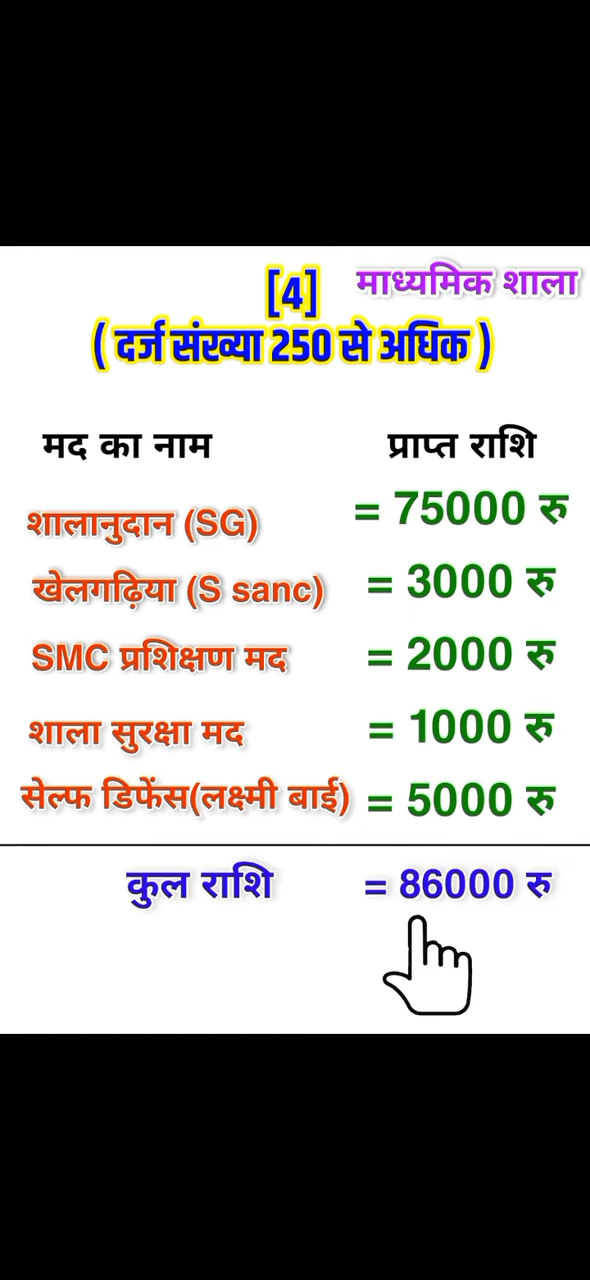 [4] माध्यमिक शाला
( दर्ज संख्या 250 से अधिक )
मद का नाम प्राप्त राशि
शालानुदान (SG) = 75000 रु
खेलगढ़िया (S sanc) = 3000 रु
SMC प्रशिक्षण मद = 2000 रु
शाला सुरक्षा मद = 1000 रु
सेल्फ डिफेंस(लक्ष्मी बाई) = 5000 रु
कुल राशि = 86000 रु